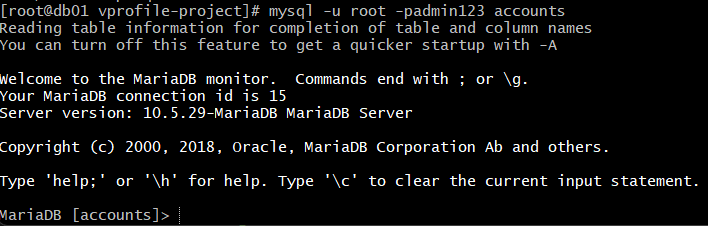 [root@db01 vprofile-project]# mysql -u root -padmin123 accounts
Reading table information for completion of table and column names
You can turn off this feature to get a quicker startup with -A
Welcome to the MariaDB monitor.  Commands end with ; or \g.
Your MariaDB connection id is 15
Server version: 10.5.29-MariaDB MariaDB Server
Copyright (c) 2000, 2018, Oracle, MariaDB Corporation Ab and others.
Type 'help;' or '\h' for help. Type '\c' to clear the current input statement.
MariaDB [accounts]>